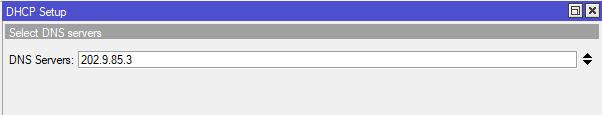 DHCP Setup
Select DNS servers
DNS Servers: 202.9.85.3